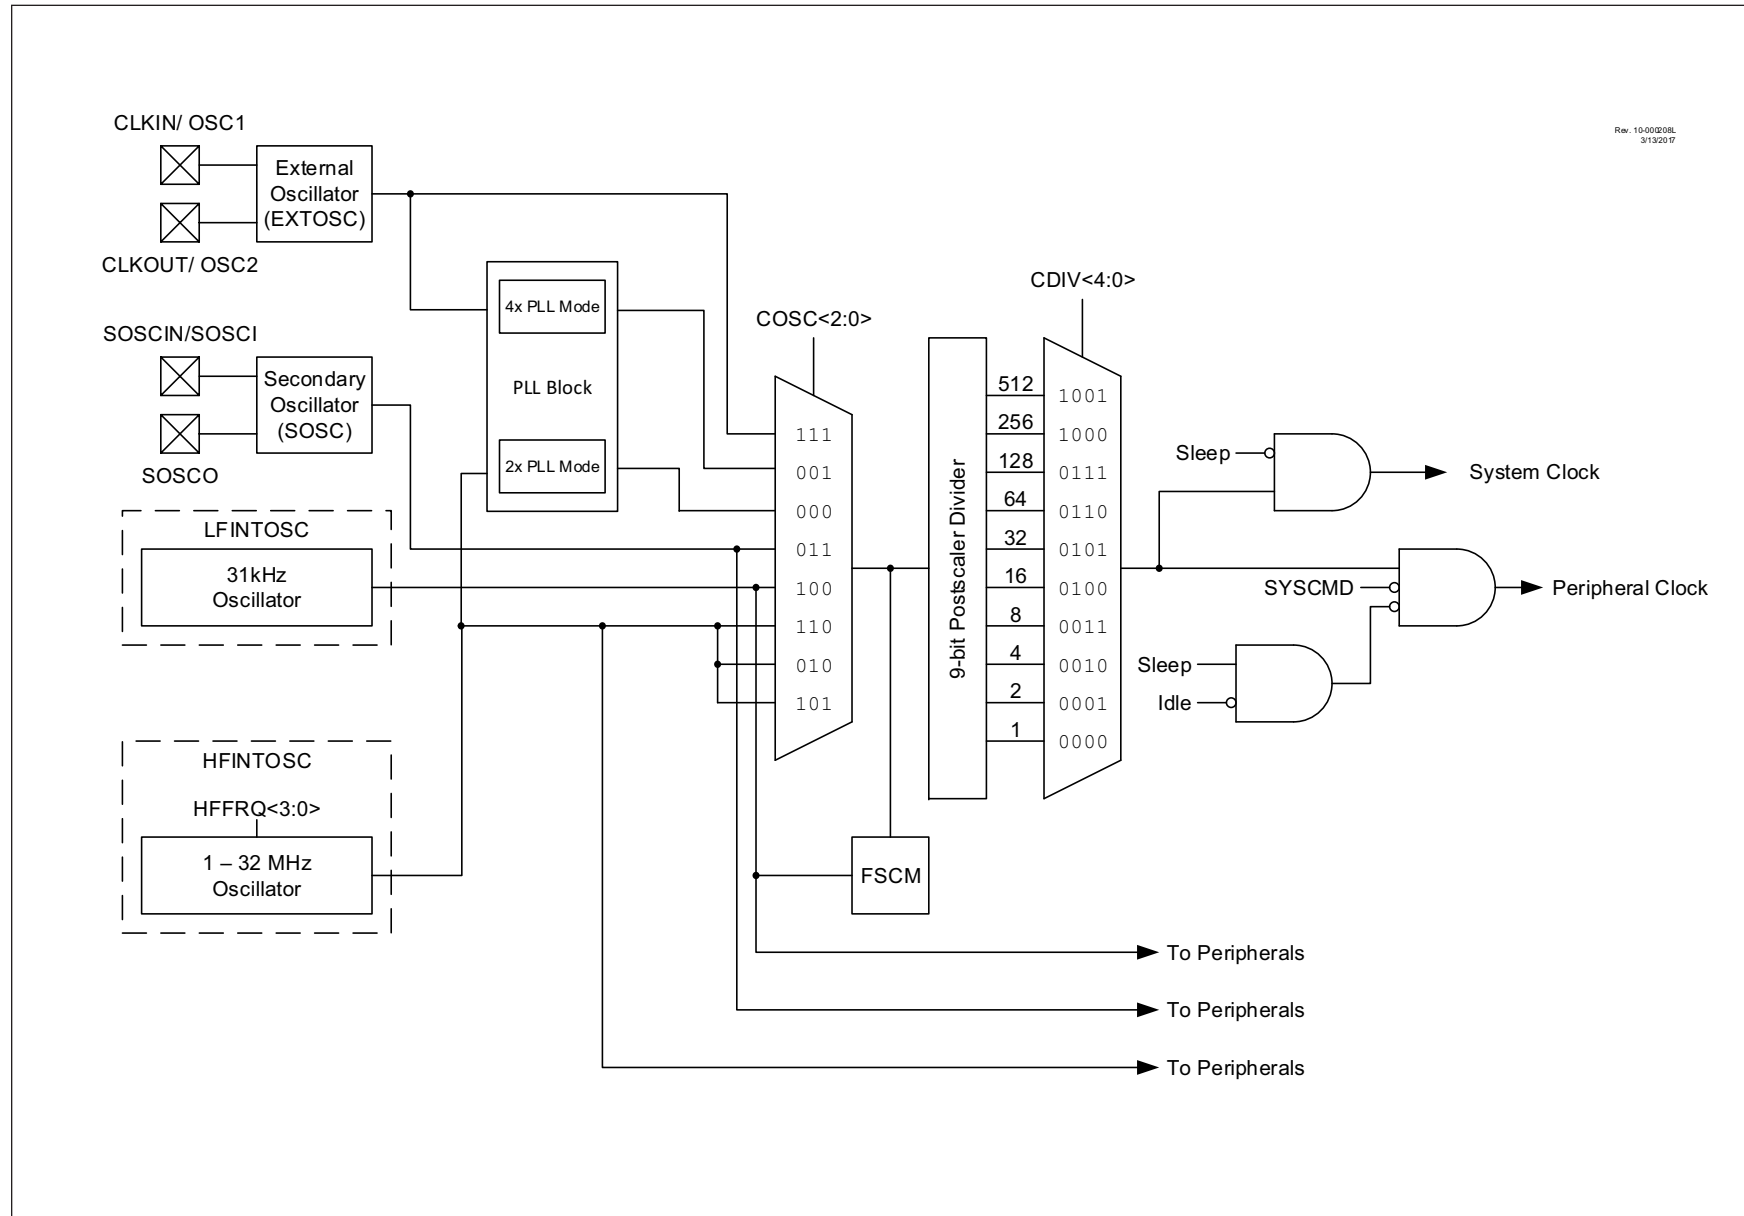 Rev. 10-000208L
3/13/2017
CLKIN/ OSC1
External
Oscillator
(EXTOSC)
CLKOUT/ OSC2
SOSCIN/SOSCI
Secondary
Oscillator
(SOSC)
SOSCO
LFINTOSC
31kHz
Oscillator
HFINTOSC
HFFRQ<3:0>
1 – 32 MHz
Oscillator
4x PLL Mode
PLL Block
2x PLL Mode
COSC<2:0>
111
001
000
011
100
110
010
101
FSCM
9-bit Postscaler Divider
CDIV<4:0>
512 1001
256 1000
128 0111
64 0110
32 0101
16 0100
8 0011
4 0010
2 0001
1 0000
Sleep
System Clock
SYSCMD
Peripheral Clock
Sleep
Idle
To Peripherals
To Peripherals
To Peripherals